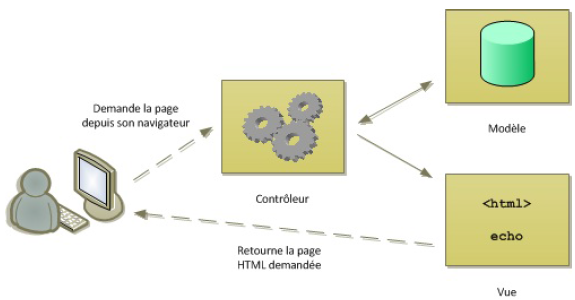 Demande la page
depuis son navigateur
Contrôleur
Modèle
<html>
echo
Retourne la page
HTML demandée
Vue